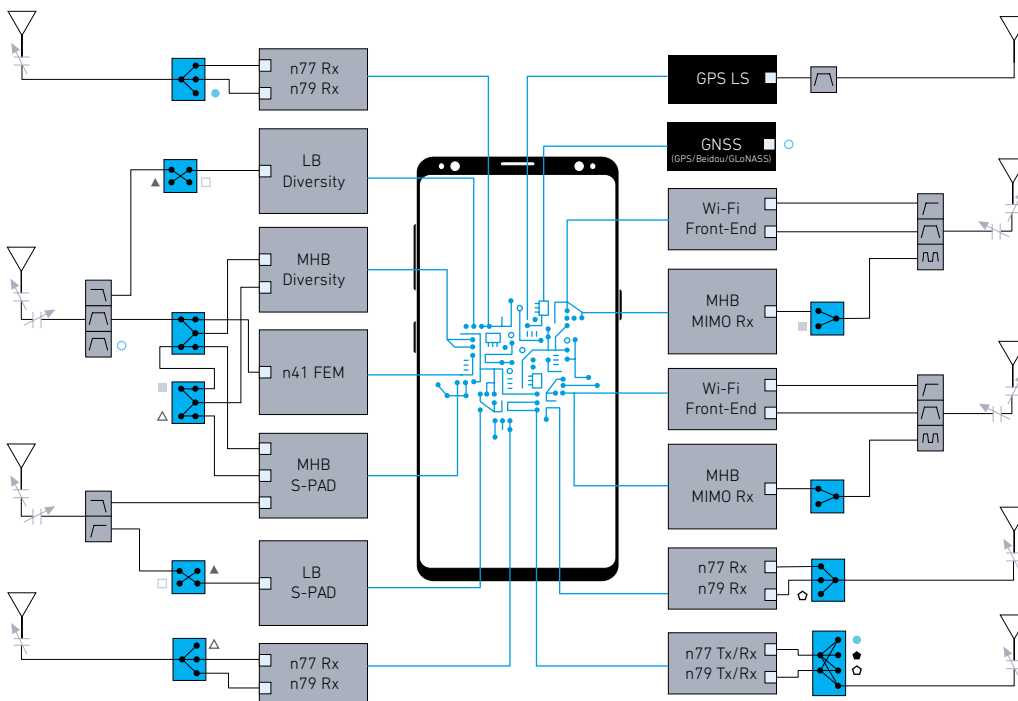 n77 Rx
n79 Rx
LB
Diversity
MHB
Diversity
n41 FEM
MHB
S-PAD
LB
S-PAD
n77 Rx
n79 Rx
GPS LS
GNSS
(GPS/Beidou/GLoNASS)
Wi-Fi
Front-End
MHB
MIMO Rx
Wi-Fi
Front-End
MHB
MIMO Rx
n77 Rx
n79 Rx
n77 Tx/Rx
n79 Tx/Rx